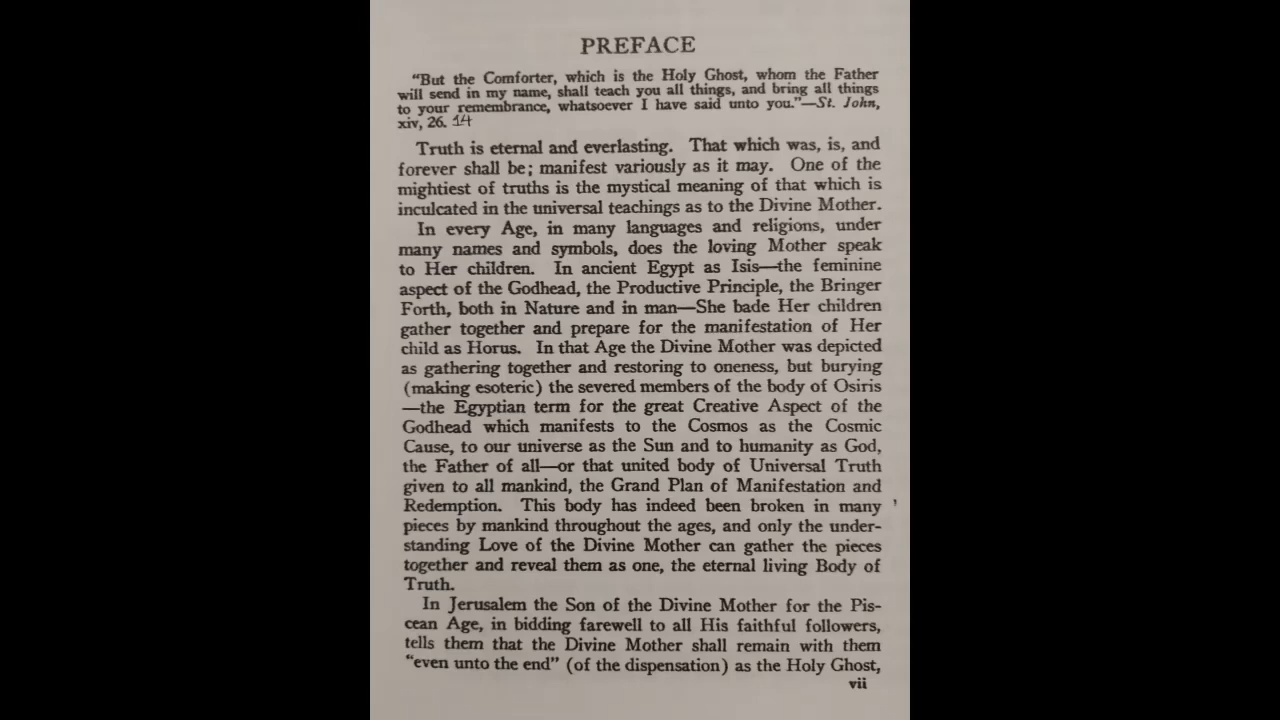 PREFACE
"But the Comforter, which is the Holy Ghost, whom the Father
will send in my name, shall teach you all things, and bring all things
to your remembrance, whatsoever I have said unto you."—St. John,
xiv, 26. 14
Truth is eternal and everlasting. That which was, is, and
forever shall be; manifest variously as it may. One of the
mightiest of truths is the mystical meaning of that which is
inculcated in the universal teachings as to the Divine Mother.
In every Age, in many languages and religions, under
many names and symbols, does the loving Mother speak
to Her children. In ancient Egypt as Isis—the feminine
aspect of the Godhead, the Productive Principle, the Bringer
Forth, both in Nature and in man—She bade Her children
gather together and prepare for the manifestation of Her
child as Horus. In that Age the Divine Mother was depicted
as gathering together and restoring to oneness, but burying
(making esoteric) the severed members of the body of Osiris
—the Egyptian term for the great Creative Aspect of the
Godhead which manifests to the Cosmos as the Cosmic
Cause, to our universe as the Sun and to humanity as God,
the Father of all—or that united body of Universal Truth
given to all mankind, the Grand Plan of Manifestation and
Redemption. This body has indeed been broken in many
pieces by mankind throughout the ages, and only the under-
standing Love of the Divine Mother can gather the pieces
together and reveal them as one, the eternal living Body of
Truth.
In Jerusalem the Son of the Divine Mother for the Pis-
cean Age, in bidding farewell to all His faithful followers,
tells them that the Divine Mother shall remain with them
"even unto the end" (of the dispensation) as the Holy Ghost,
vii